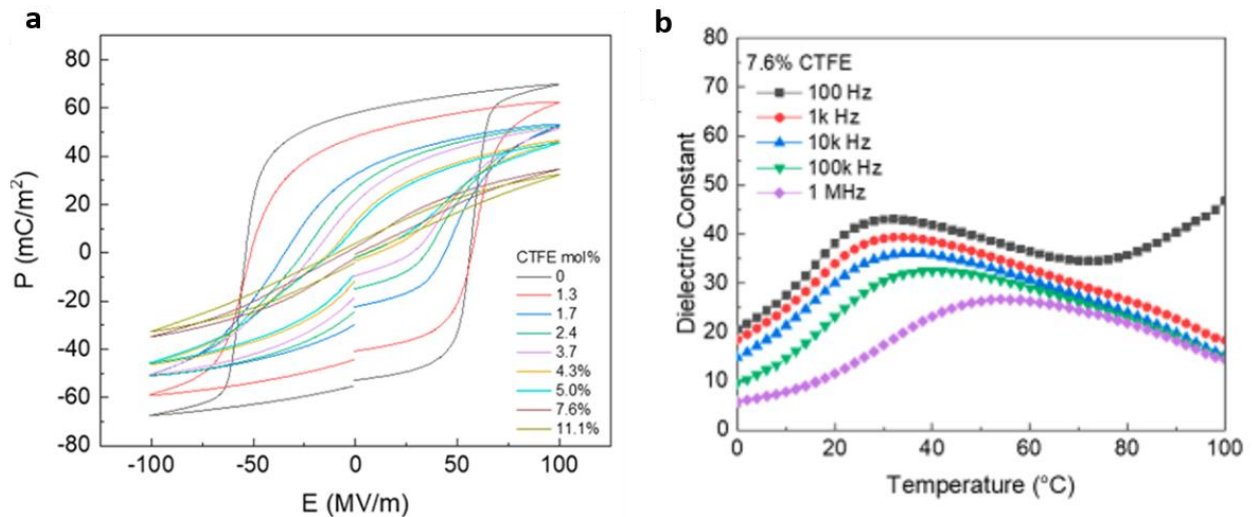 a
80
60
40
20
0
-20
-40
-60
-80
P (mC/m²)
-100
-50
0
50
100
E (MV/m)
CTFE mol%
0
1.3
1.7
2.4
3.7
4.3%
5.0%
7.6%
11.1%
b
80
70
60
50
40
30
20
10
0
Dielectric Constant
7.6% CTFE
100 Hz
1k Hz
10k Hz
100k Hz
1 MHz
0
20
40
60
80
100
Temperature (°C)